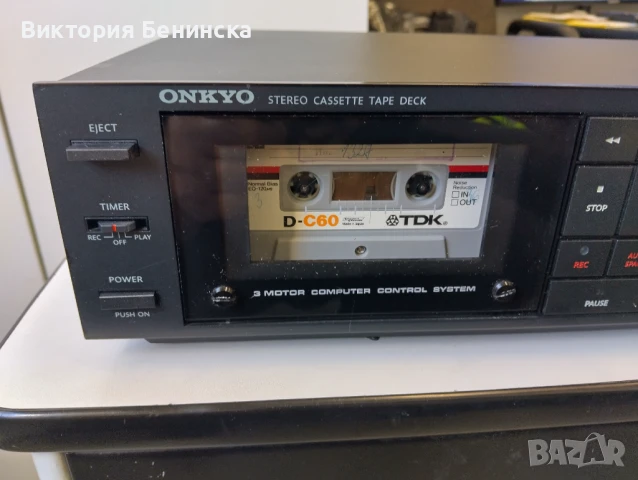 Виктория Бенинска
ONKYO STEREO CASSETTE TAPE DECK
EJECT
TIMER
REC OFF PLAY
POWER
PUSH ON
Normal Bias
Noise
Reduction
IN
OUT
D-C60 TDK
3 MOTOR COMPUTER CONTROL SYSTEM
STOP
REC
PAUSE
BAZAR